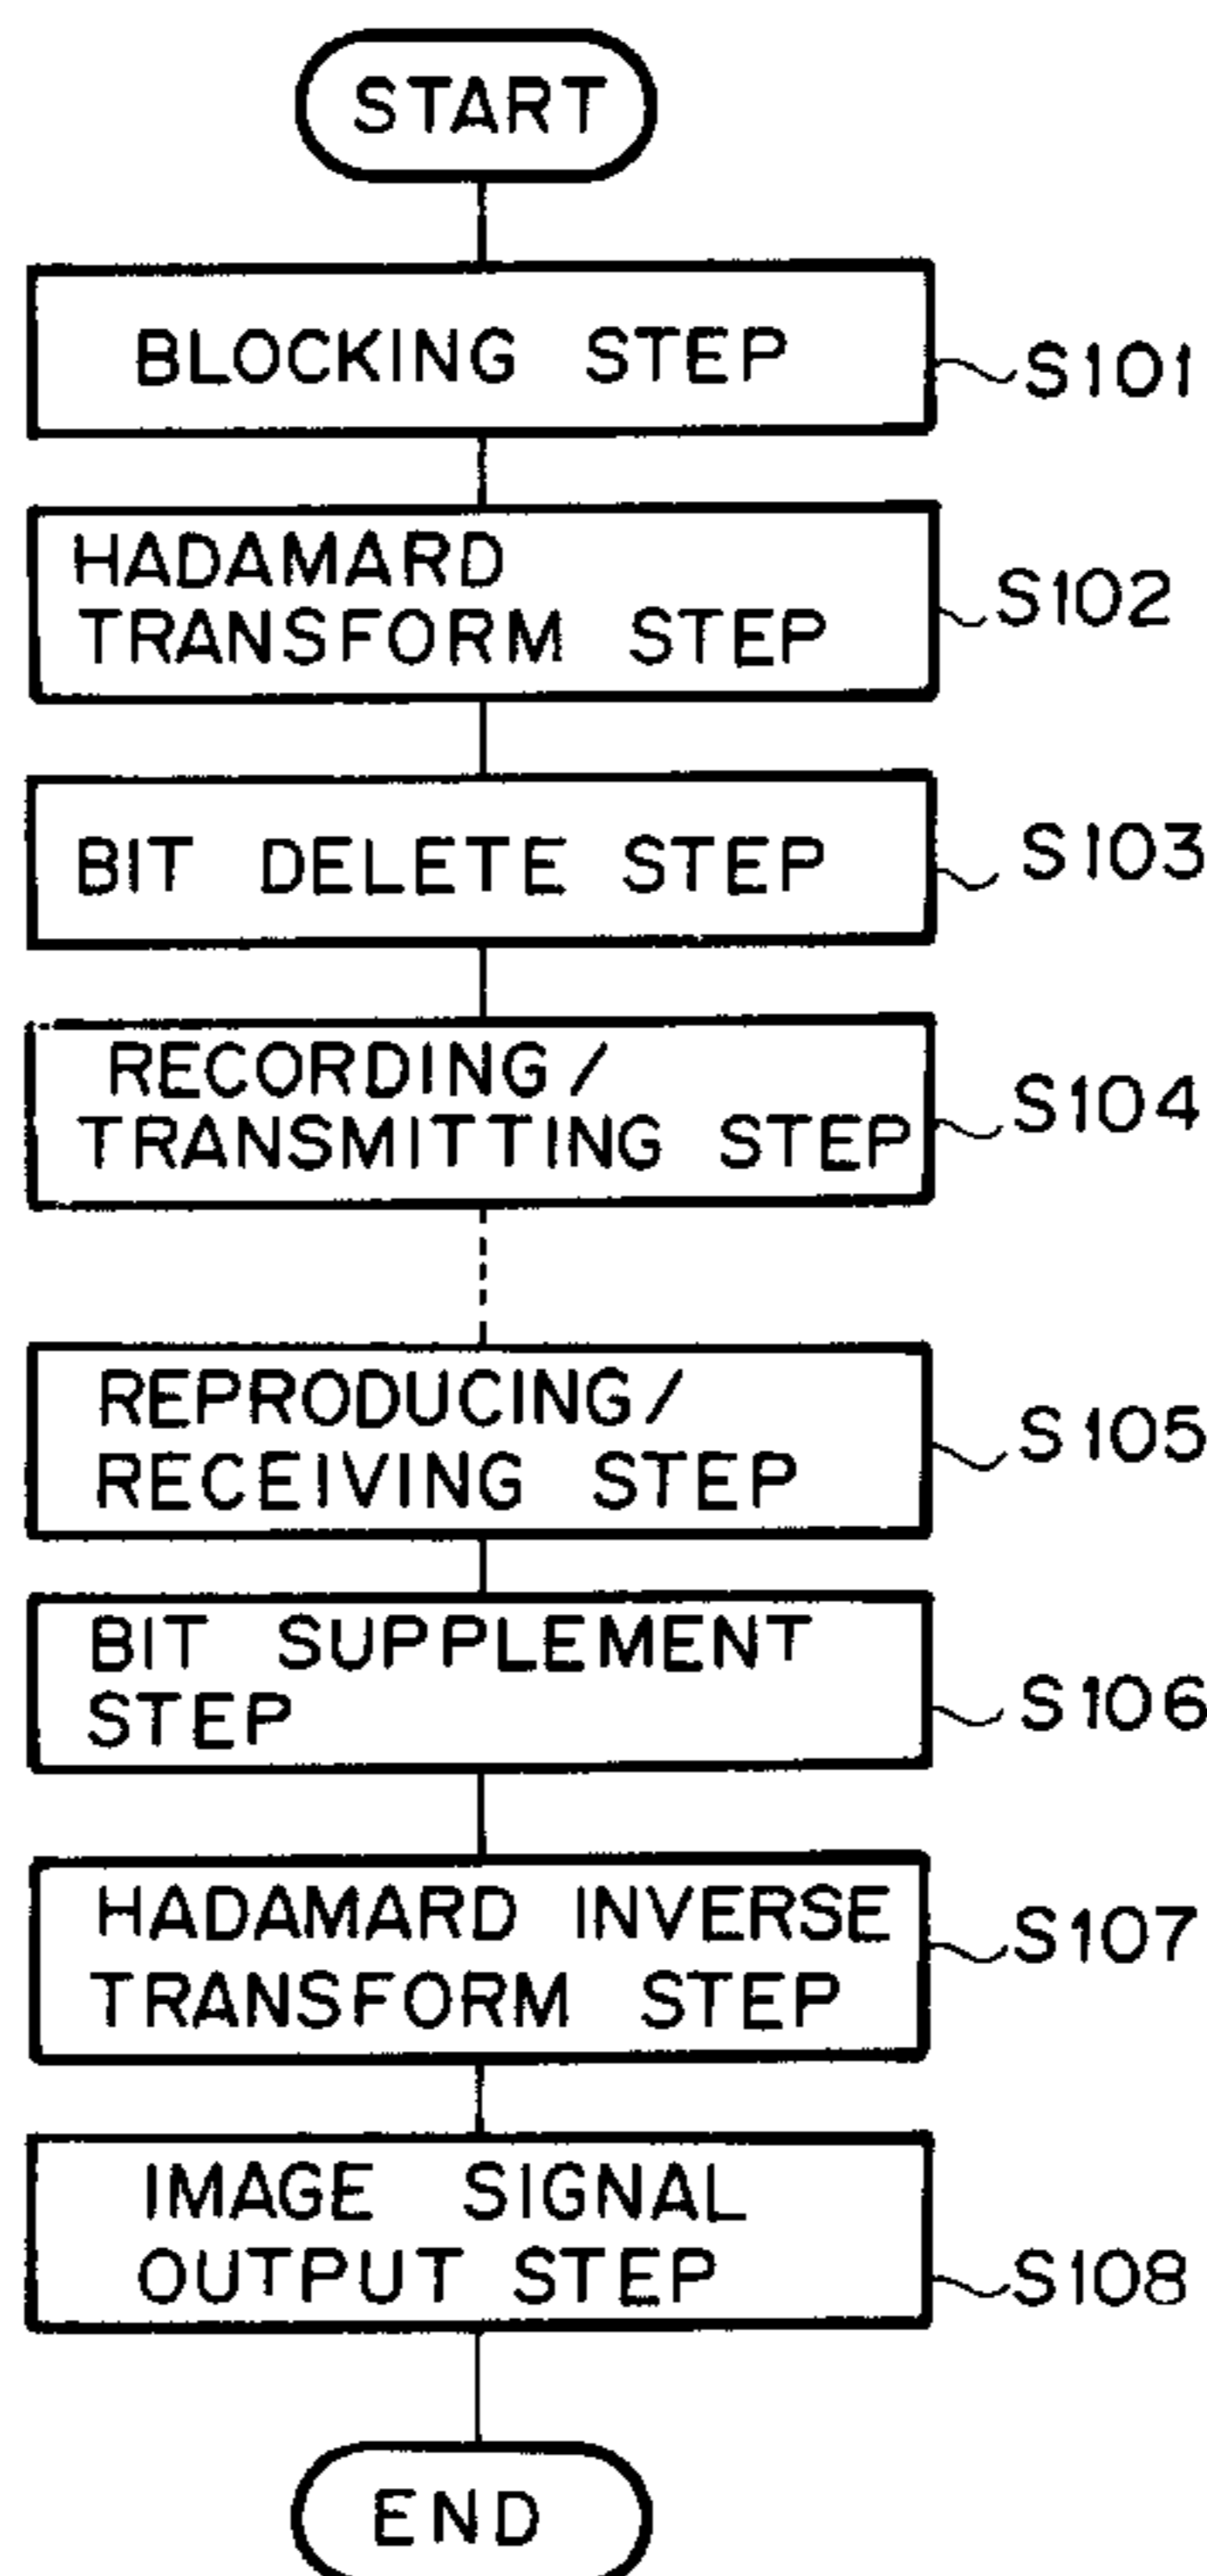 START
BLOCKING STEP
S101
HADAMARD
TRANSFORM STEP
S102
BIT DELETE STEP
S103
RECORDING/
TRANSMITTING STEP
S104
REPRODUCING/
RECEIVING STEP
S105
BIT SUPPLEMENT
STEP
S106
HADAMARD INVERSE
TRANSFORM STEP
S107
IMAGE SIGNAL
OUTPUT STEP
S108
END